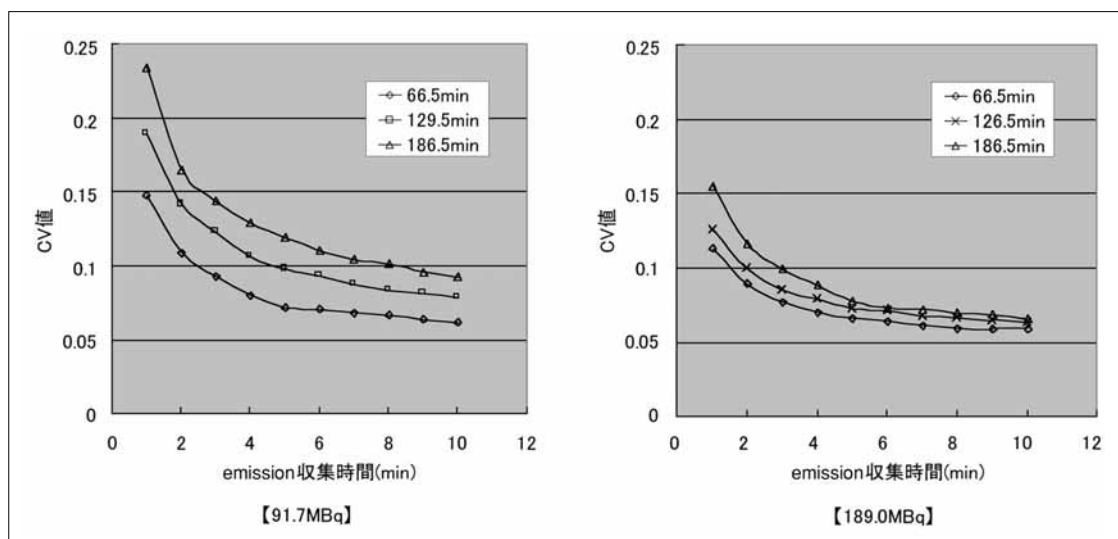 0.25
0.2
0.15
0.1
0.05
0
CV値
66.5min
129.5min
186.5min
0 2 4 6 8 10 12
emission収集時間(min)
【91.7MBq】
0.25
0.2
0.15
0.1
0.05
0
CV値
66.5min
126.5min
186.5min
0 2 4 6 8 10 12
emission収集時間(min)
【189.0MBq】